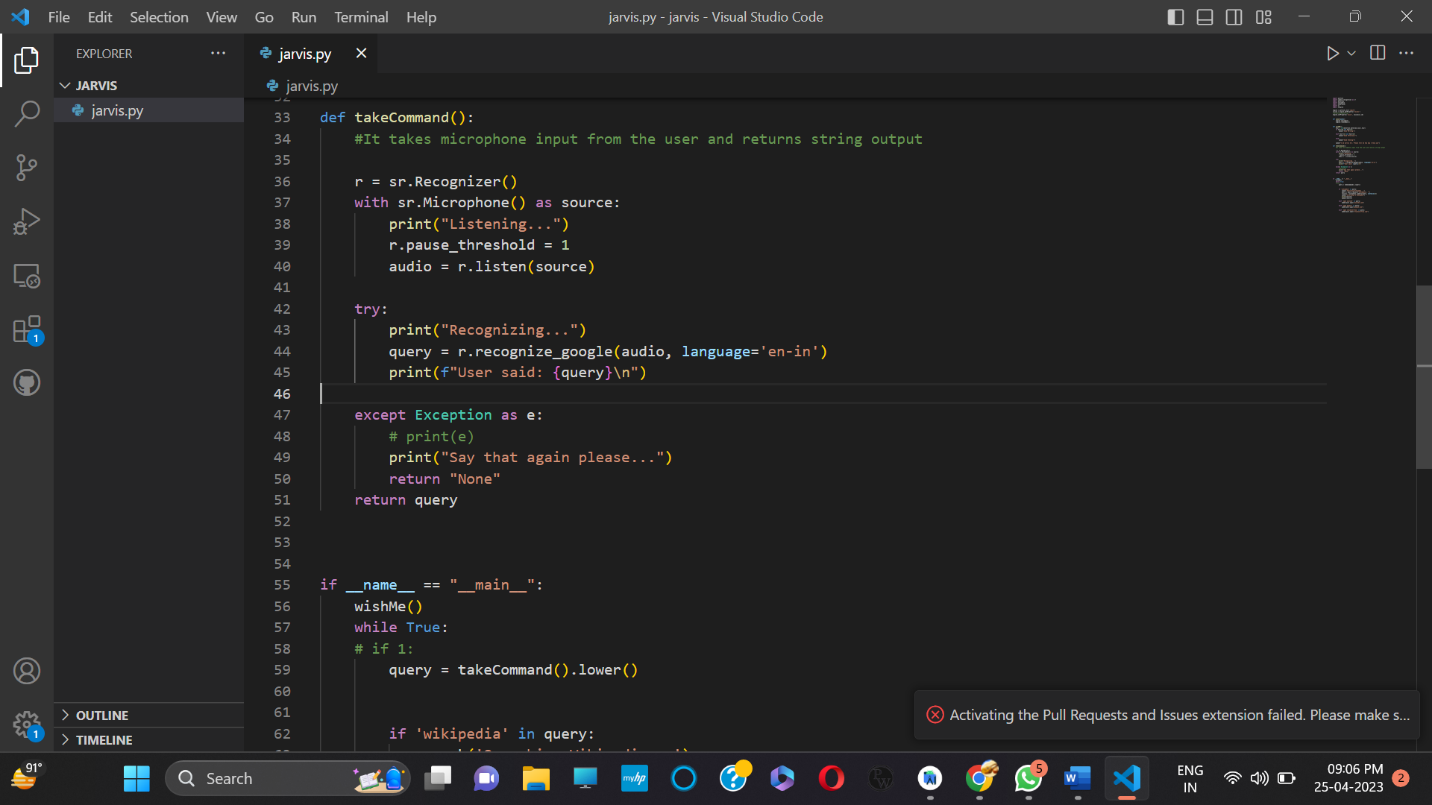 File Edit Selection View Go Run Terminal Help
jarvis.py - jarvis - Visual Studio Code
EXPLORER
JARVIS
jarvis.py
OUTLINE
TIMELINE
jarvis.py
jarvis.py
32
33 def takeCommand():
34 #It takes microphone input from the user and returns string output
35
36 r = sr.Recognizer()
37 with sr.Microphone() as source:
38 print("Listening...")
39 r.pause_threshold = 1
40 audio = r.listen(source)
41
42 try:
43 print("Recognizing...")
44 query = r.recognize_google(audio, language='en-in')
45 print(f"User said: {query}\n")
46
47 except Exception as e:
48 # print(e)
49 print("Say that again please...")
50 return "None"
51 return query
52
53
54
55 if __name__ == "__main__":
56 wishMe()
57 while True:
58 # if 1:
59 query = takeCommand().lower()
60
61
62 if 'wikipedia' in query:
Activating the Pull Requests and Issues extension failed. Please make s...
1
1
91°
Search
myhp
5
ENG
IN
09:06 PM
25-04-2023
2